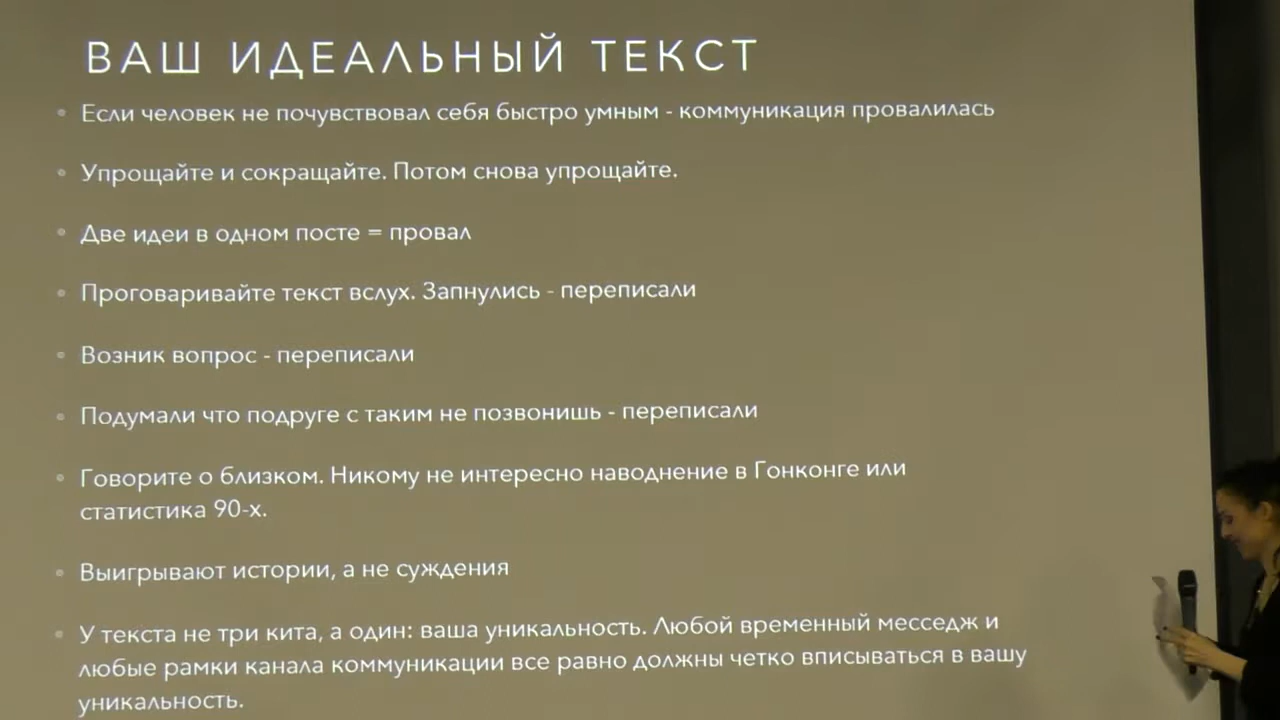 ВАШ ИДЕАЛЬНЫЙ ТЕКСТ
• Если человек не почувствовал себя быстро умным - коммуникация провалилась
• Упрощайте и сокращайте. Потом снова упрощайте.
• Две идеи в одном посте = провал
• Проговаривайте текст вслух. Запнулись - переписали
• Возник вопрос - переписали
• Подумали что подруге с таким не позвонишь - переписали
• Говорите о близком. Никому не интересно наводнение в Гонконге или
статистика 90-х.
• Выигрывают истории, а не суждения
• У текста не три кита, а один: ваша уникальность. Любой временный месседж и
любые рамки канала коммуникации все равно должны четко вписываться в вашу
уникальность.